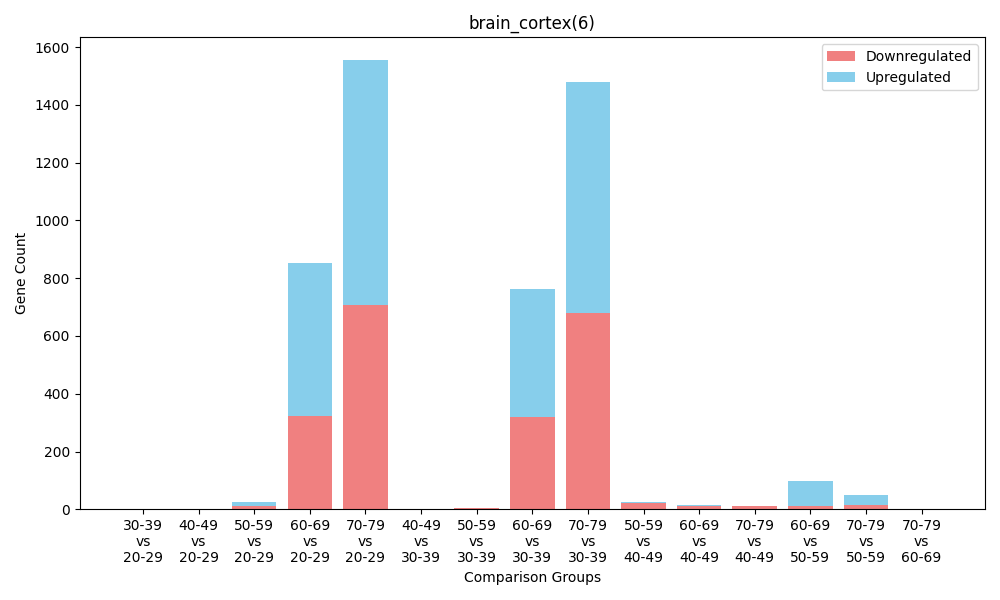 brain_cortex(6)
Downregulated
Upregulated
Gene Count
1600
1400
1200
1000
800
600
400
200
0
30-39
vs
20-29
40-49
vs
20-29
50-59
vs
20-29
60-69
vs
20-29
70-79
vs
20-29
40-49
vs
30-39
50-59
vs
30-39
60-69
vs
30-39
70-79
vs
30-39
50-59
vs
40-49
60-69
vs
40-49
70-79
vs
40-49
60-69
vs
50-59
70-79
vs
50-59
70-79
vs
60-69
Comparison Groups